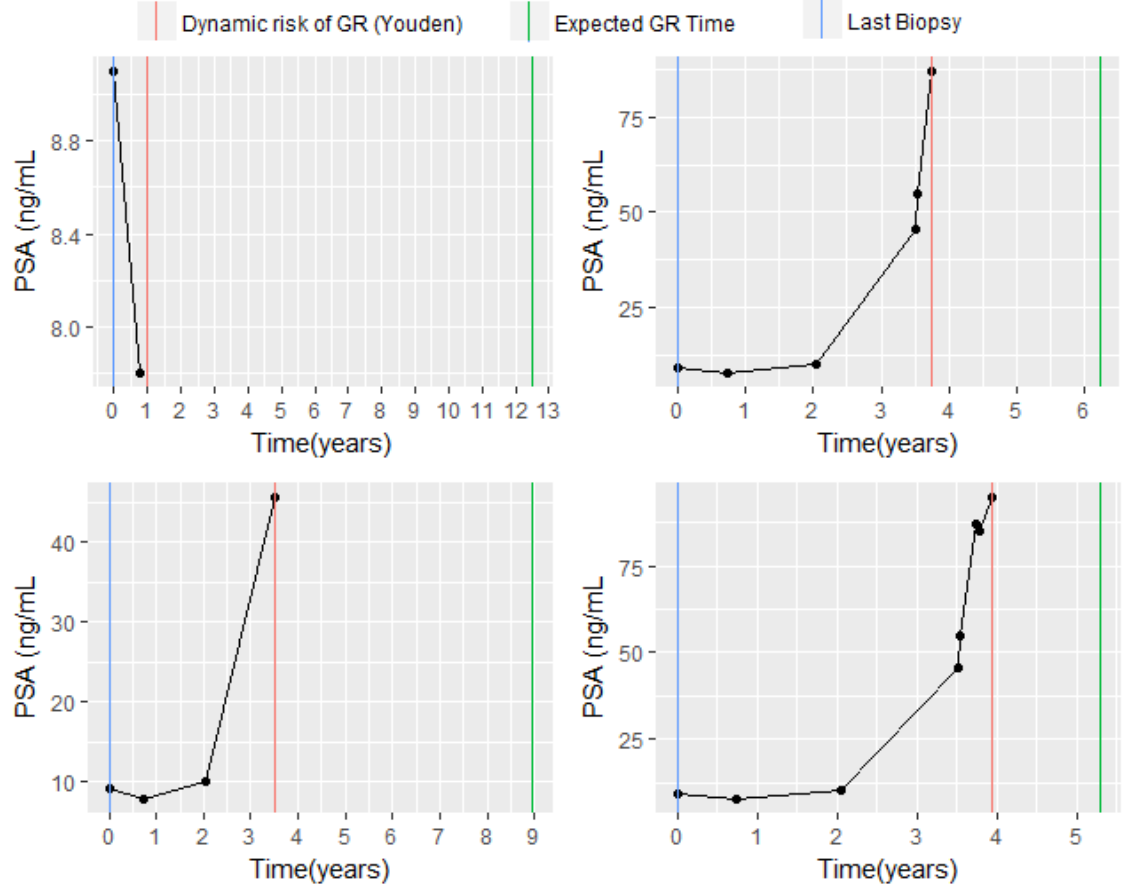 Dynamic risk of GR (Youden) Expected GR Time Last Biopsy
PSA (ng/mL
8.8
8.4
8.0
0 1 2 3 4 5 6 7 8 9 10 11 12 13
Time(years)
PSA (ng/mL
75
50
25
0 1 2 3 4 5 6
Time(years)
PSA (ng/mL
40
30
20
10
0 1 2 3 4 5 6 7 8 9
Time(years)
PSA (ng/mL
75
50
25
0 1 2 3 4 5
Time(years)